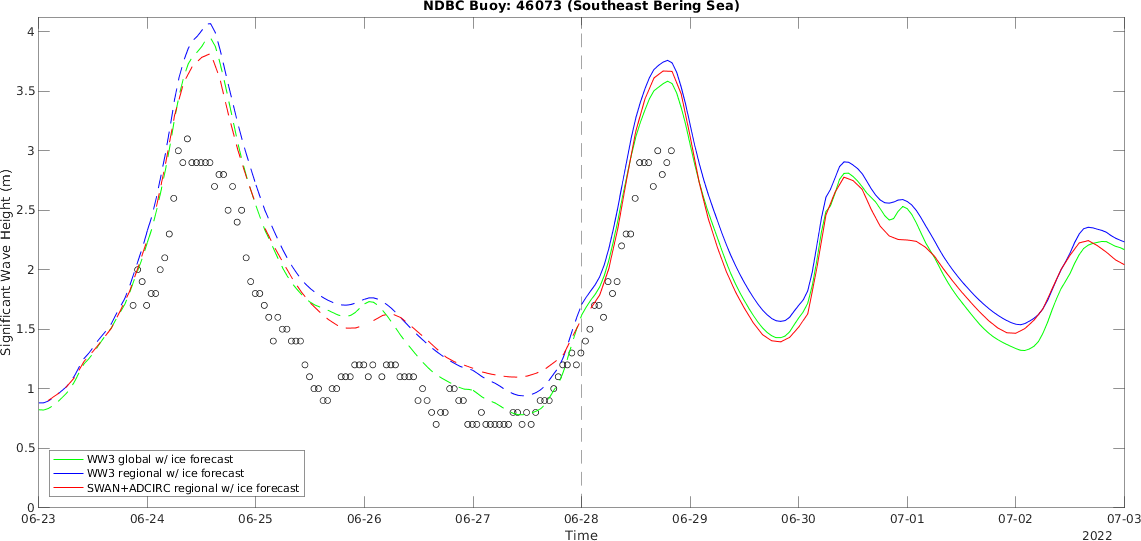 NDBC Buoy: 46073 (Southeast Bering Sea)
Significant Wave Height (m)
4
3.5
3
2.5
2
1.5
1
0.5
0
WW3 global w/ ice forecast
WW3 regional w/ ice forecast
SWAN+ADCIRC regional w/ ice forecast
06-23 06-24 06-25 06-26 06-27 06-28 06-29 06-30 07-01 07-02 07-03
Time 2022